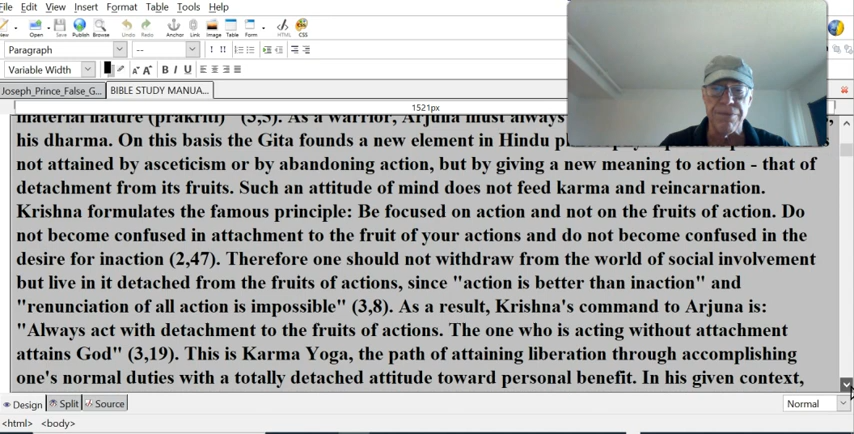 File Edit View Insert Format Table Tools Help
Open Save Publish Browse Undo Redo Anchor Link Image Table Form HTML CSS
Paragraph --
Variable Width A A B I U
Joseph_Prince_False_G... BIBLE STUDY MANUA...
1521px
material nature (prakriti)" (3,5). As a warrior, Arjuna must always
his dharma. On this basis the Gita founds a new element in Hindu
not attained by asceticism or by abandoning action, but by giving a new meaning to action - that of
detachment from its fruits. Such an attitude of mind does not feed karma and reincarnation.
Krishna formulates the famous principle: Be focused on action and not on the fruits of action. Do
not become confused in attachment to the fruit of your actions and do not become confused in the
desire for inaction (2,47). Therefore one should not withdraw from the world of social involvement
but live in it detached from the fruits of actions, since "action is better than inaction" and
"renunciation of all action is impossible" (3,8). As a result, Krishna's command to Arjuna is:
"Always act with detachment to the fruits of actions. The one who is acting without attachment
attains God" (3,19). This is Karma Yoga, the path of attaining liberation through accomplishing
one's normal duties with a totally detached attitude toward personal benefit. In his given context,
Design Split Source Normal
<html> <body>